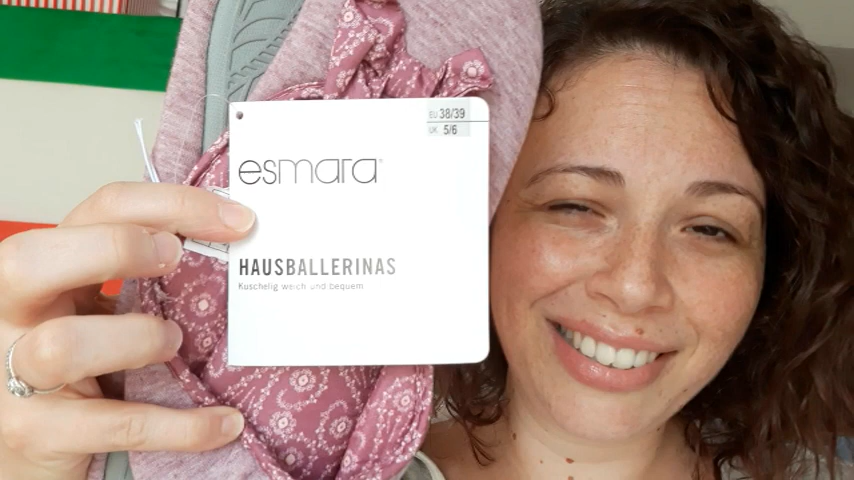 EU 38/39
UK 5/6
esmara®
HAUSBALLERINAS
Kuschelig weich und bequem